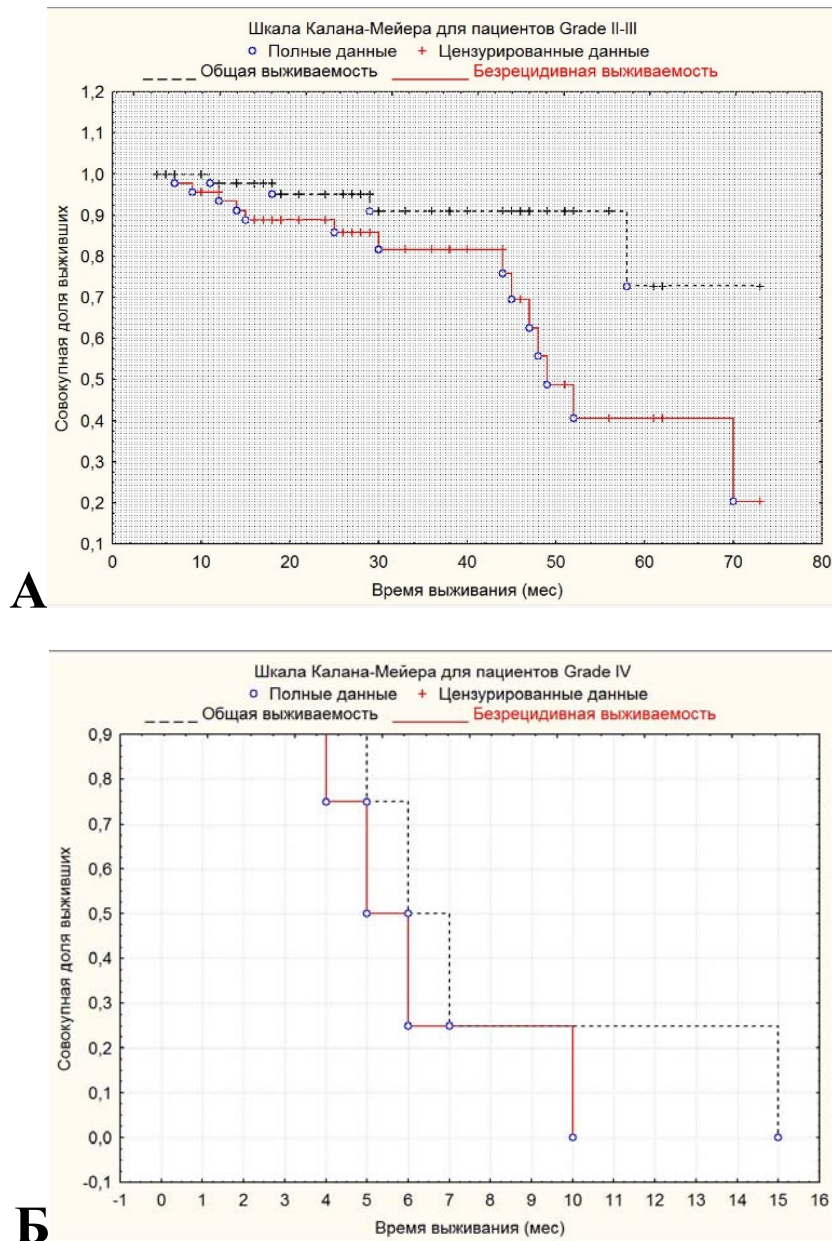 Шкала Калана-Мейера для пациентов Grade II-III
Полные данные + Цензурированные данные
Общая выживаемость Безрецидивная выживаемость
1,2
1,1
1,0
0,9
0,8
0,7
0,6
0,5
0,4
0,3
0,2
0,1
Совокупная доля выживших
0 10 20 30 40 50 60 70 80
Время выживания (мес)
А
Шкала Калана-Мейера для пациентов Grade IV
Полные данные + Цензурированные данные
Общая выживаемость Безрецидивная выживаемость
0,9
0,8
0,7
0,6
0,5
0,4
0,3
0,2
0,1
0,0
-0,1
Совокупная доля выживших
-1 0 1 2 3 4 5 6 7 8 9 10 11 12 13 14 15 16
Время выживания (мес)
Б